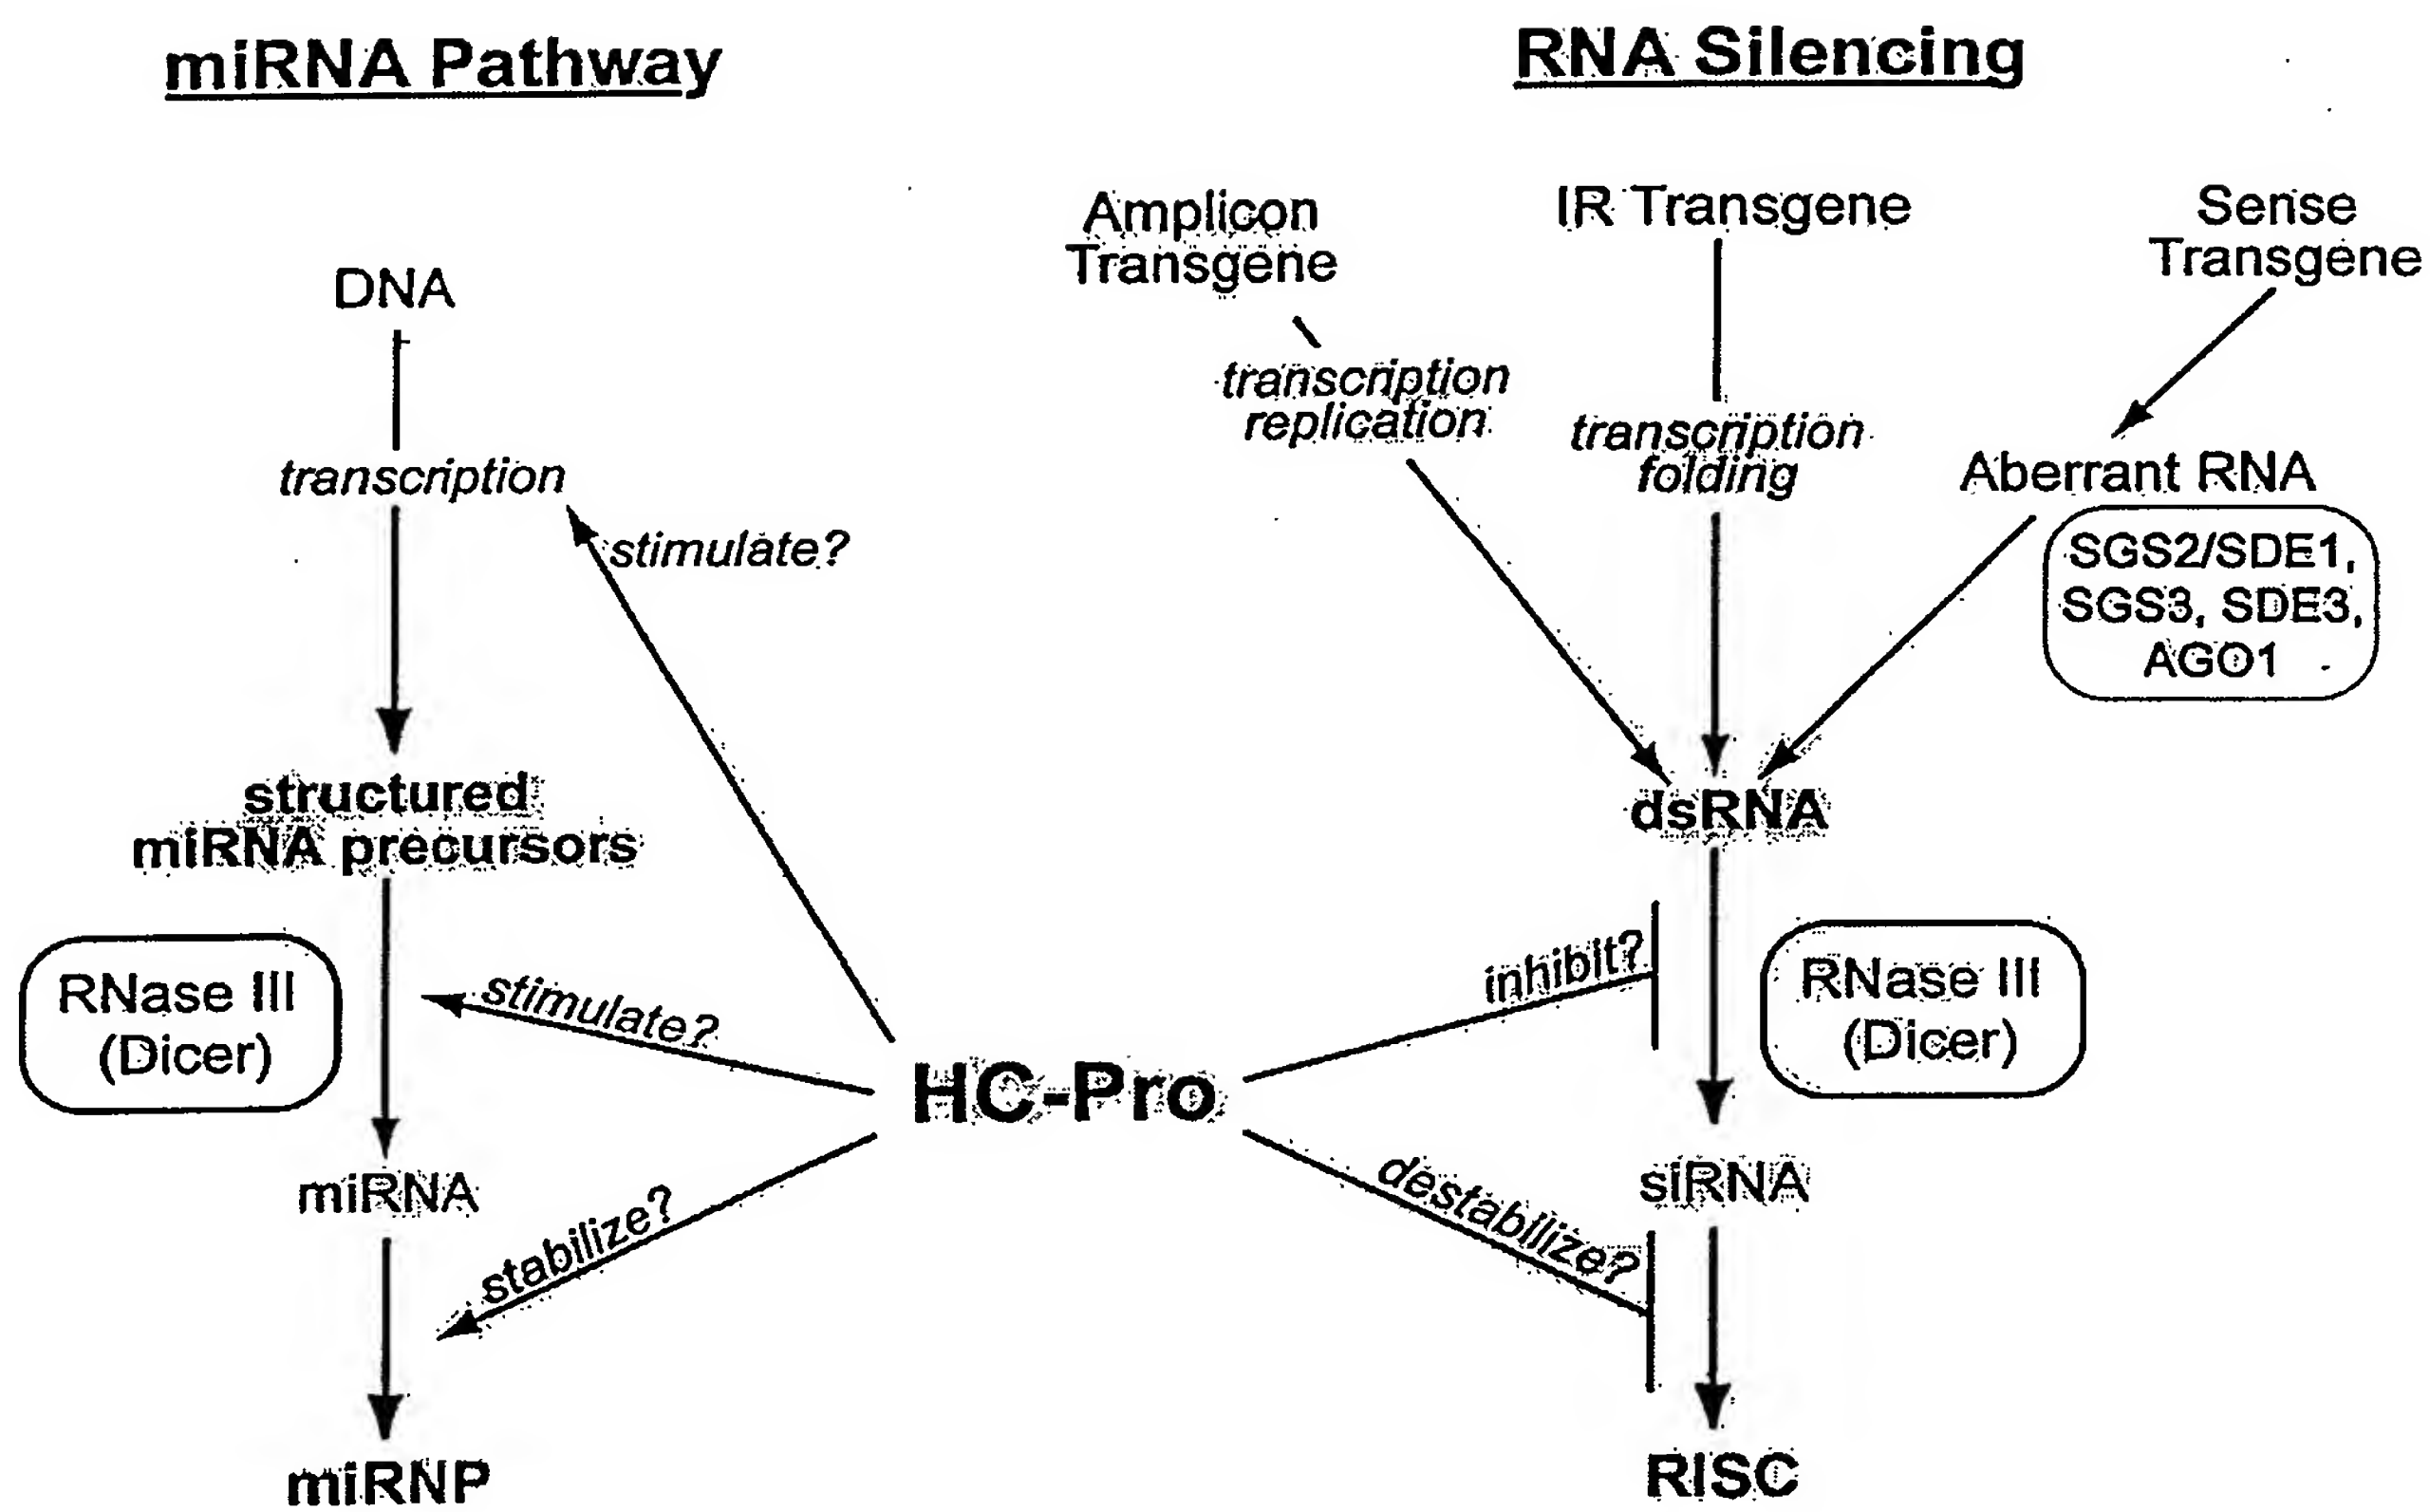 miRNA Pathway
RNA Silencing
DNA
transcription
stimulate?
structured
miRNA precursors
RNase III
(Dicer)
stimulate?
miRNA
stabilize?
miRNP
HC-Pro
Amplicon
Transgene
transcription
replication
IR Transgene
transcription
folding
Sense
Transgene
Aberrant RNA
SGS2/SDE1,
SGS3, SDE3,
AGO1
dsRNA
inhibit?
RNase III
(Dicer)
siRNA
destabilize?
RISC